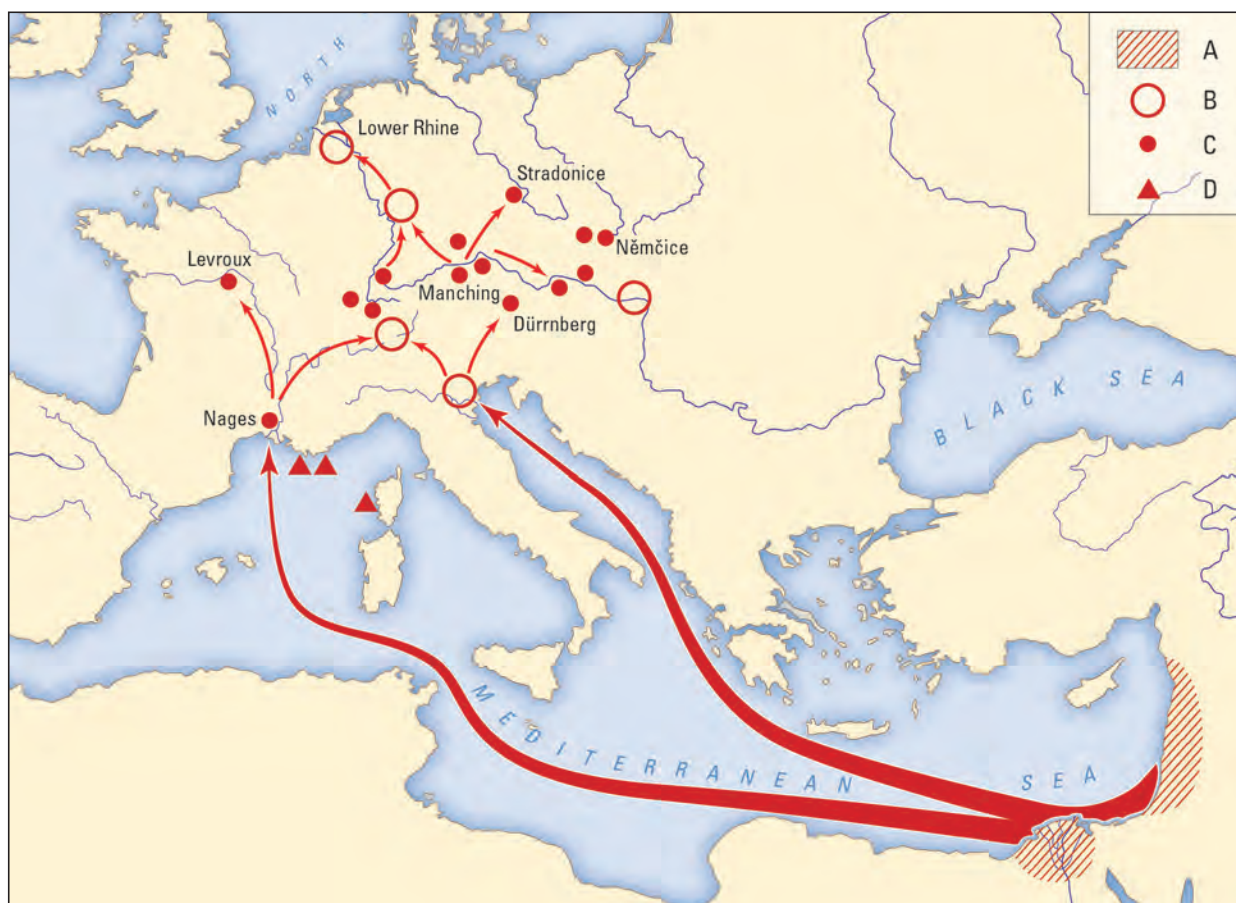 NORTH
Lower Rhine
Stradonice
Němčice
Levroux
Manching
Dürrnberg
Nages
BLACK SEA
MEDITERRANEAN SEA
A
B
C
D